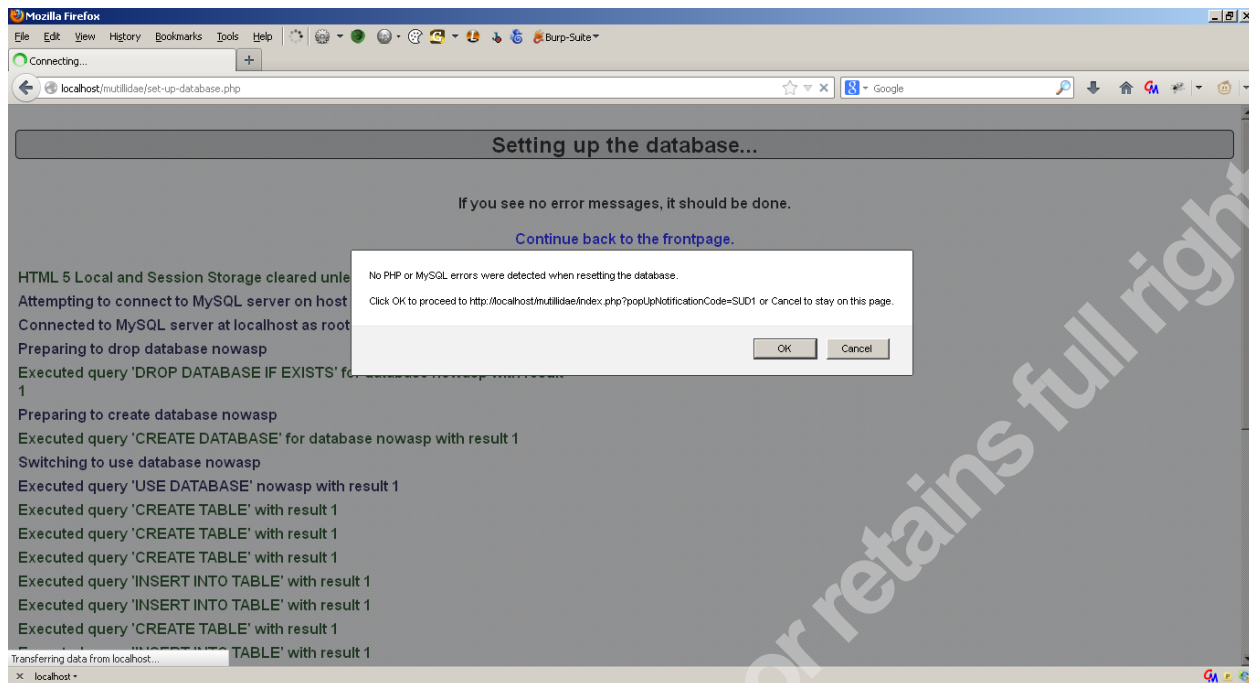 Mozilla Firefox
File Edit View History Bookmarks Tools Help Burp-Suite
Connecting...
localhost/mutillidae/set-up-database.php
Google
Setting up the database...
If you see no error messages, it should be done.
Continue back to the frontpage.
No PHP or MySQL errors were detected when resetting the database.
Click OK to proceed to http://localhost/mutillidae/index.php?popUpNotificationCode=SUD1 or Cancel to stay on this page.
OK Cancel
HTML 5 Local and Session Storage cleared unle
Attempting to connect to MySQL server on host
Connected to MySQL server at localhost as root
Preparing to drop database nowasp
Executed query 'DROP DATABASE IF EXISTS' for database nowasp with result
1
Preparing to create database nowasp
Executed query 'CREATE DATABASE' for database nowasp with result 1
Switching to use database nowasp
Executed query 'USE DATABASE' nowasp with result 1
Executed query 'CREATE TABLE' with result 1
Executed query 'CREATE TABLE' with result 1
Executed query 'CREATE TABLE' with result 1
Executed query 'INSERT INTO TABLE' with result 1
Executed query 'INSERT INTO TABLE' with result 1
Executed query 'CREATE TABLE' with result 1
TABLE' with result 1
Transferring data from localhost...
localhost
or retains full right